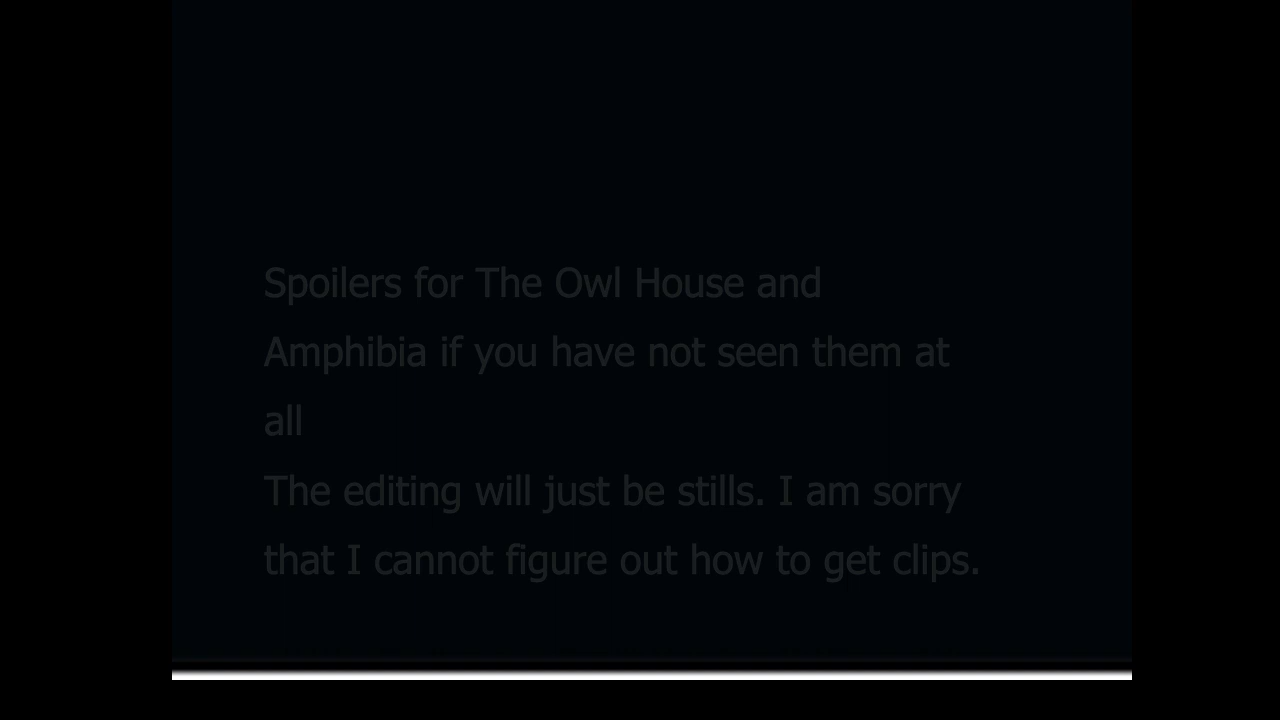 Spoilers for The Owl House and
Amphibia if you have not seen them at
all
The editing will just be stills. I am sorry
that I cannot figure out how to get clips.